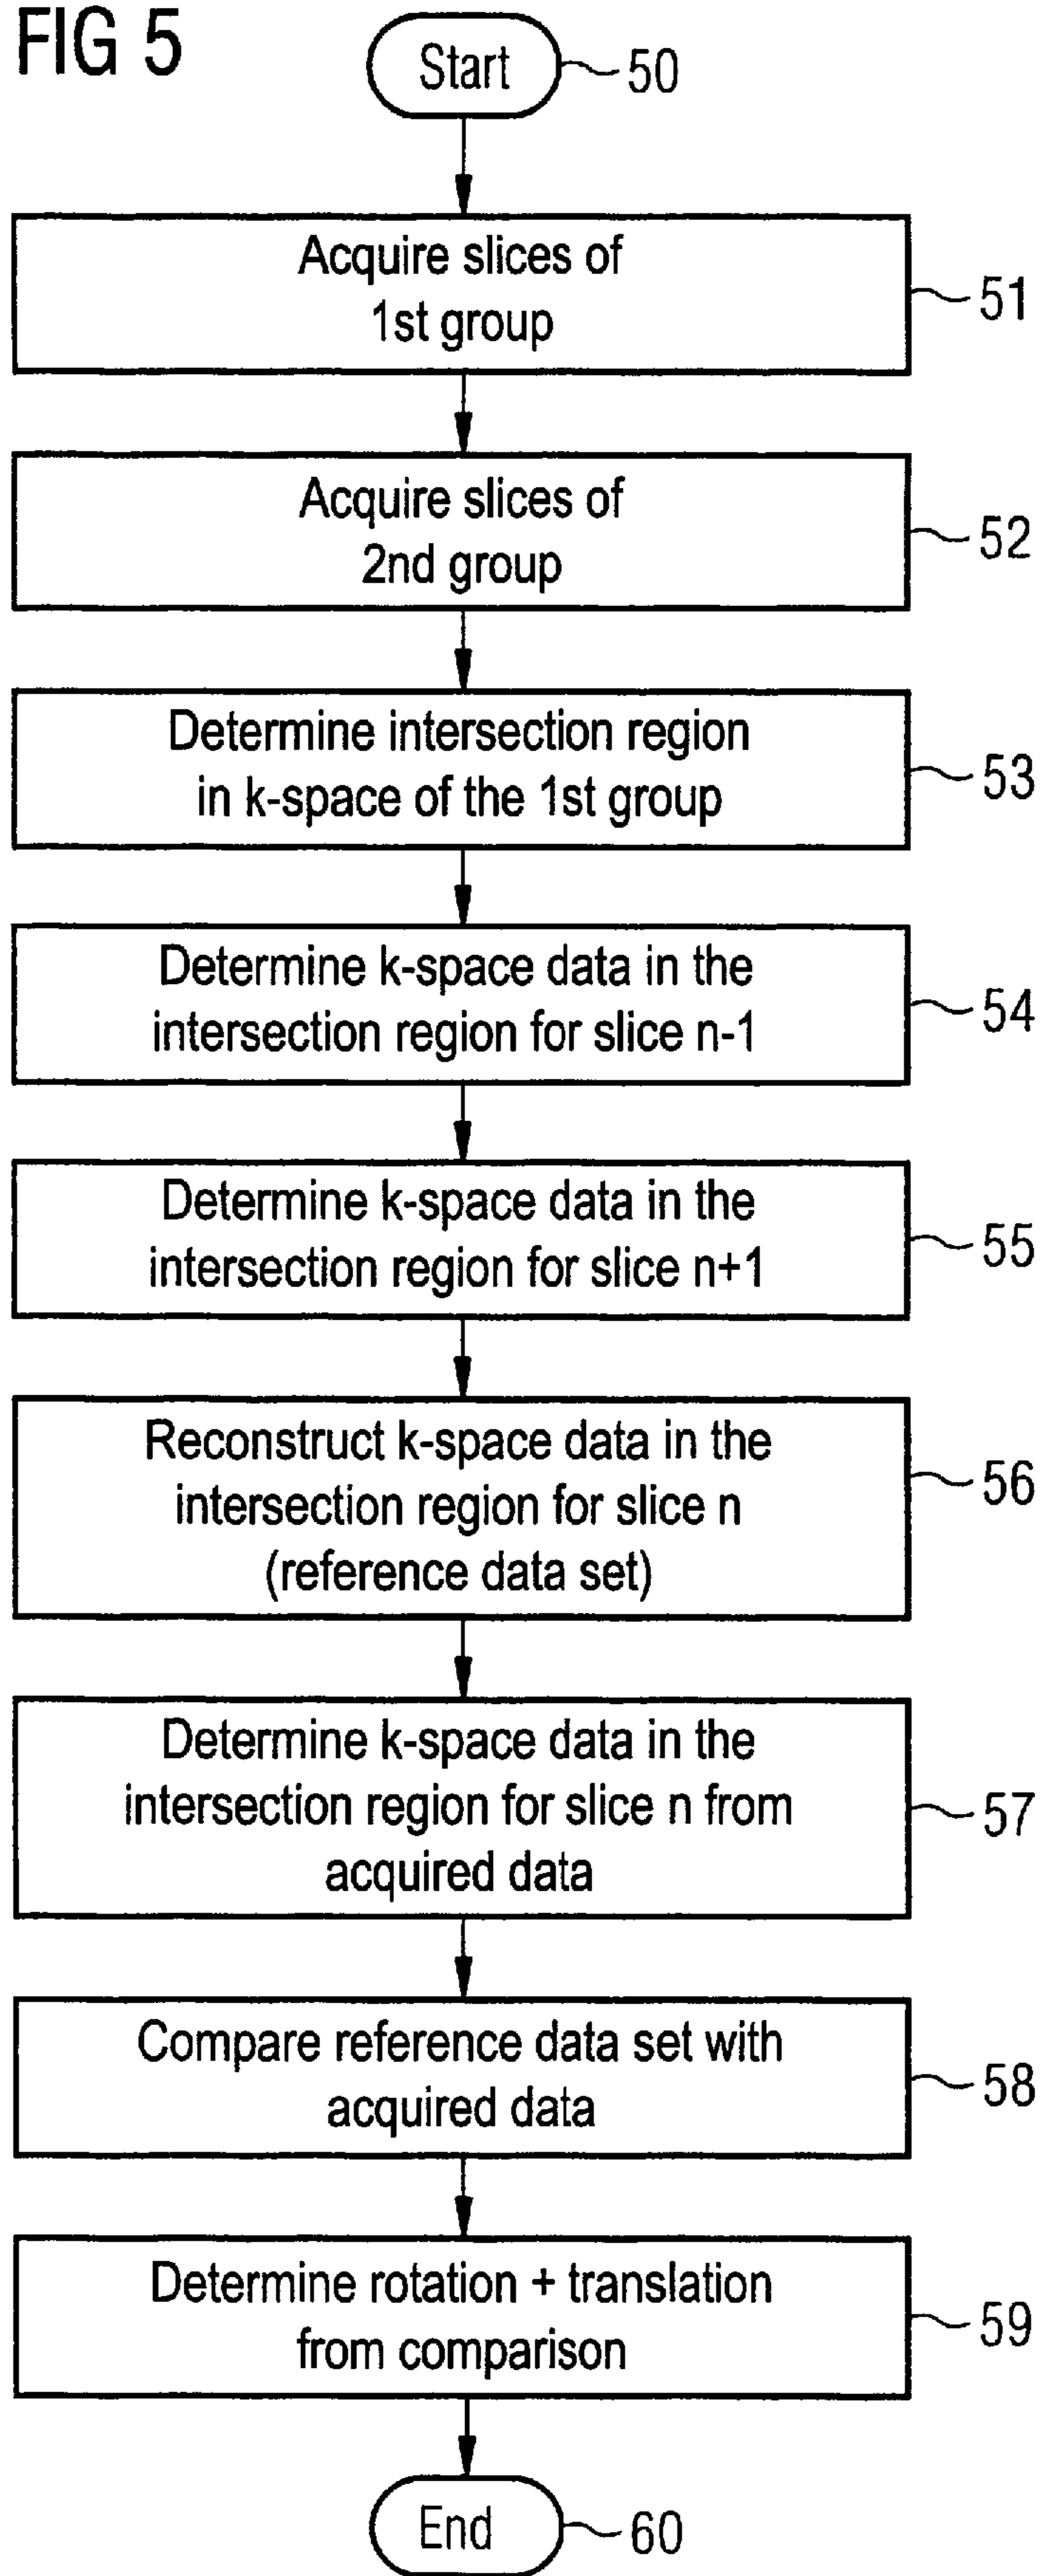 FIG 5
Start
50
Acquire slices of
1st group
51
Acquire slices of
2nd group
52
Determine intersection region
in k-space of the 1st group
53
Determine k-space data in the
intersection region for slice n-1
54
Determine k-space data in the
intersection region for slice n+1
55
Reconstruct k-space data in the
intersection region for slice n
(reference data set)
56
Determine k-space data in the
intersection region for slice n from
acquired data
57
Compare reference data set with
acquired data
58
Determine rotation + translation
from comparison
59
End
60